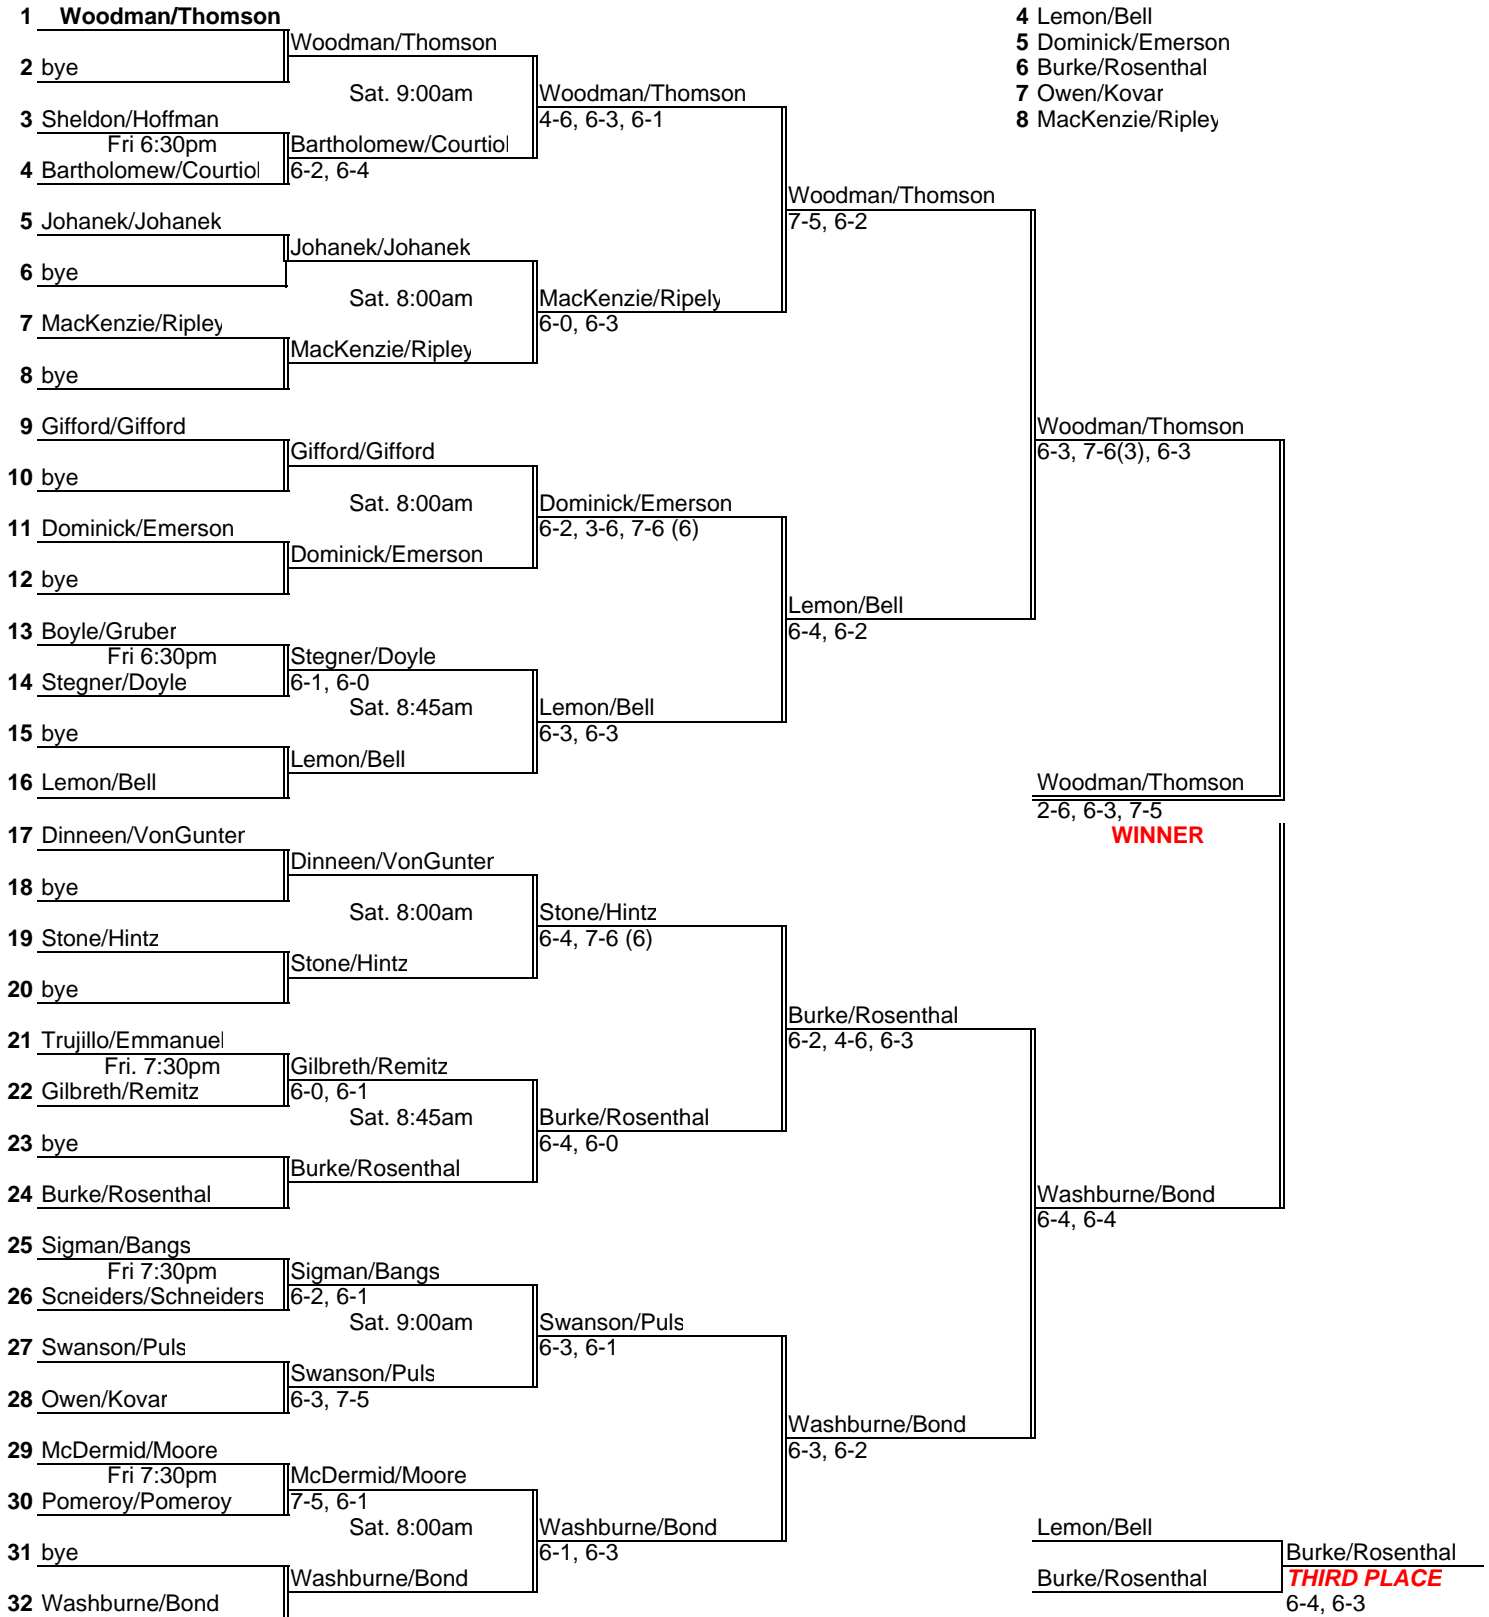 1 Woodman/Thomson
4 Lemon/Bell
Woodman/Thomson
5 Dominick/Emerson
2 bye
6 Burke/Rosenthal
Sat. 9:00am
Woodman/Thomson
7 Owen/Kovar
3 Sheldon/Hoffman
4-6, 6-3, 6-1
8 MacKenzie/Ripley
Fri 6:30pm
Bartholomew/Courtiol
4 Bartholomew/Courtiol
6-2, 6-4
Woodman/Thomson
5 Johanek/Johanek
7-5, 6-2
Johanek/Johanek
6 bye
Sat. 8:00am
MacKenzie/Ripely
7 MacKenzie/Ripley
6-0, 6-3
MacKenzie/Ripley
8 bye
9 Gifford/Gifford
Woodman/Thomson
Gifford/Gifford
6-3, 7-6(3), 6-3
10 bye
Sat. 8:00am
Dominick/Emerson
11 Dominick/Emerson
6-2, 3-6, 7-6 (6)
Dominick/Emerson
12 bye
Lemon/Bell
13 Boyle/Gruber
6-4, 6-2
Fri 6:30pm
Stegner/Doyle
14 Stegner/Doyle
6-1, 6-0
Sat. 8:45am
Lemon/Bell
15 bye
6-3, 6-3
Lemon/Bell
16 Lemon/Bell
Woodman/Thomson
2-6, 6-3, 7-5
17 Dinneen/VonGunter
WINNER
Dinneen/VonGunter
18 bye
Sat. 8:00am
Stone/Hintz
19 Stone/Hintz
6-4, 7-6 (6)
Stone/Hintz
20 bye
Burke/Rosenthal
21 Trujillo/Emmanuel
6-2, 4-6, 6-3
Fri. 7:30pm
Gilbreth/Remitz
22 Gilbreth/Remitz
6-0, 6-1
Sat. 8:45am
Burke/Rosenthal
23 bye
6-4, 6-0
Burke/Rosenthal
24 Burke/Rosenthal
Washburne/Bond
6-4, 6-4
25 Sigman/Bangs
Fri 7:30pm
Sigman/Bangs
26 Scneiders/Schneiders
6-2, 6-1
Sat. 9:00am
Swanson/Puls
27 Swanson/Puls
6-3, 6-1
Swanson/Puls
28 Owen/Kovar
6-3, 7-5
Washburne/Bond
29 McDermid/Moore
6-3, 6-2
Fri 7:30pm
McDermid/Moore
30 Pomeroy/Pomeroy
7-5, 6-1
Sat. 8:00am
Washburne/Bond
Lemon/Bell
31 bye
6-1, 6-3
Burke/Rosenthal
Washburne/Bond
Burke/Rosenthal
THIRD PLACE
32 Washburne/Bond
6-4, 6-3